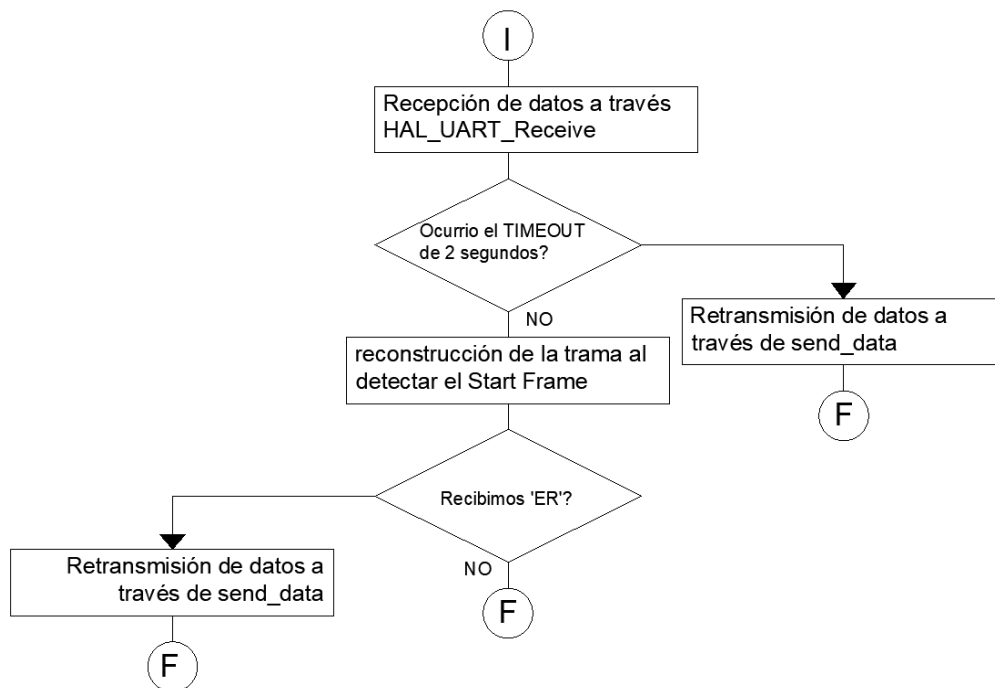 I
Recepción de datos a través
HAL_UART_Receive
Ocurrio el TIMEOUT
de 2 segundos?
NO
Retransmisión de datos a
través de send_data
reconstrucción de la trama al
detectar el Start Frame
F
Recibimos 'ER'?
Retransmisión de datos a
través de send_data
NO
F
F